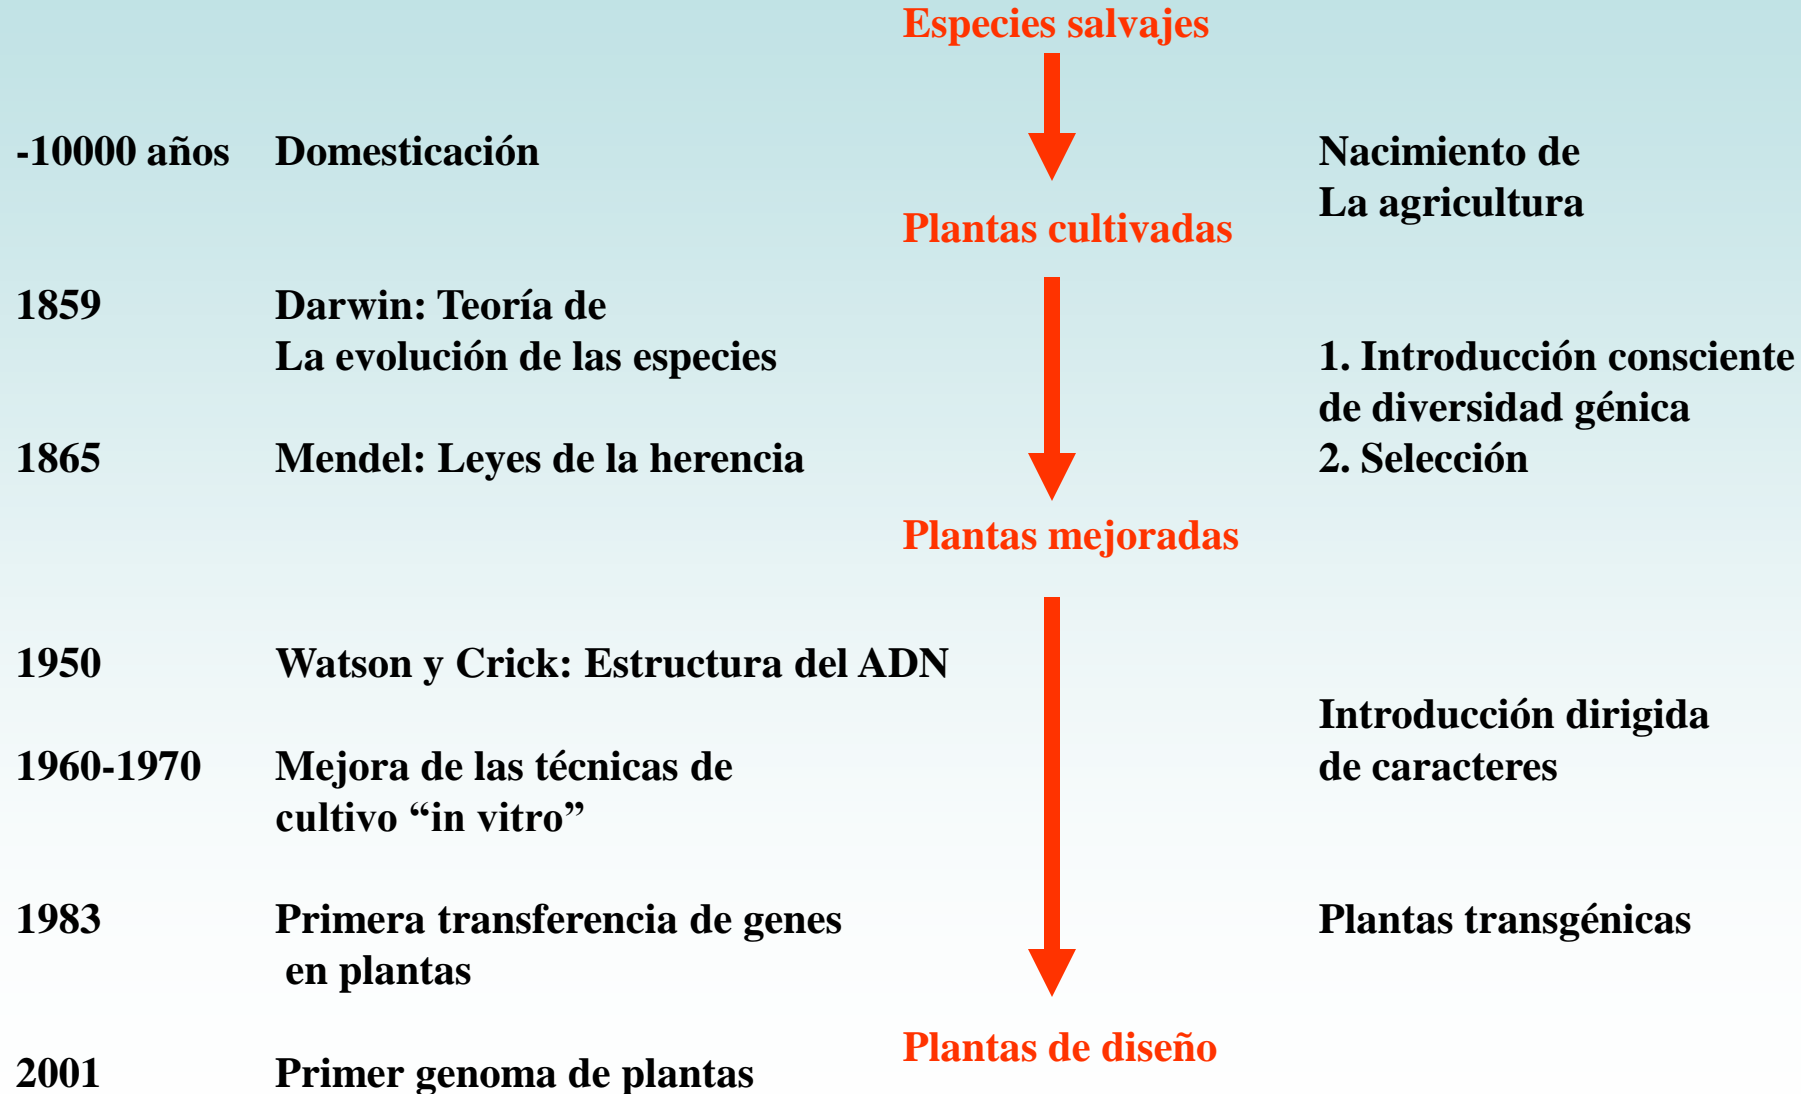 Especies salvajes
-10000 años Domesticación Nacimiento de
La agricultura
Plantas cultivadas
1859 Darwin: Teoría de
La evolución de las especies 1. Introducción consciente
de diversidad génica
1865 Mendel: Leyes de la herencia 2. Selección
Plantas mejoradas
1950 Watson y Crick: Estructura del ADN
Introducción dirigida
1960-1970 Mejora de las técnicas de de caracteres
cultivo “in vitro”
1983 Primera transferencia de genes Plantas transgénicas
en plantas
Plantas de diseño
2001 Primer genoma de plantas